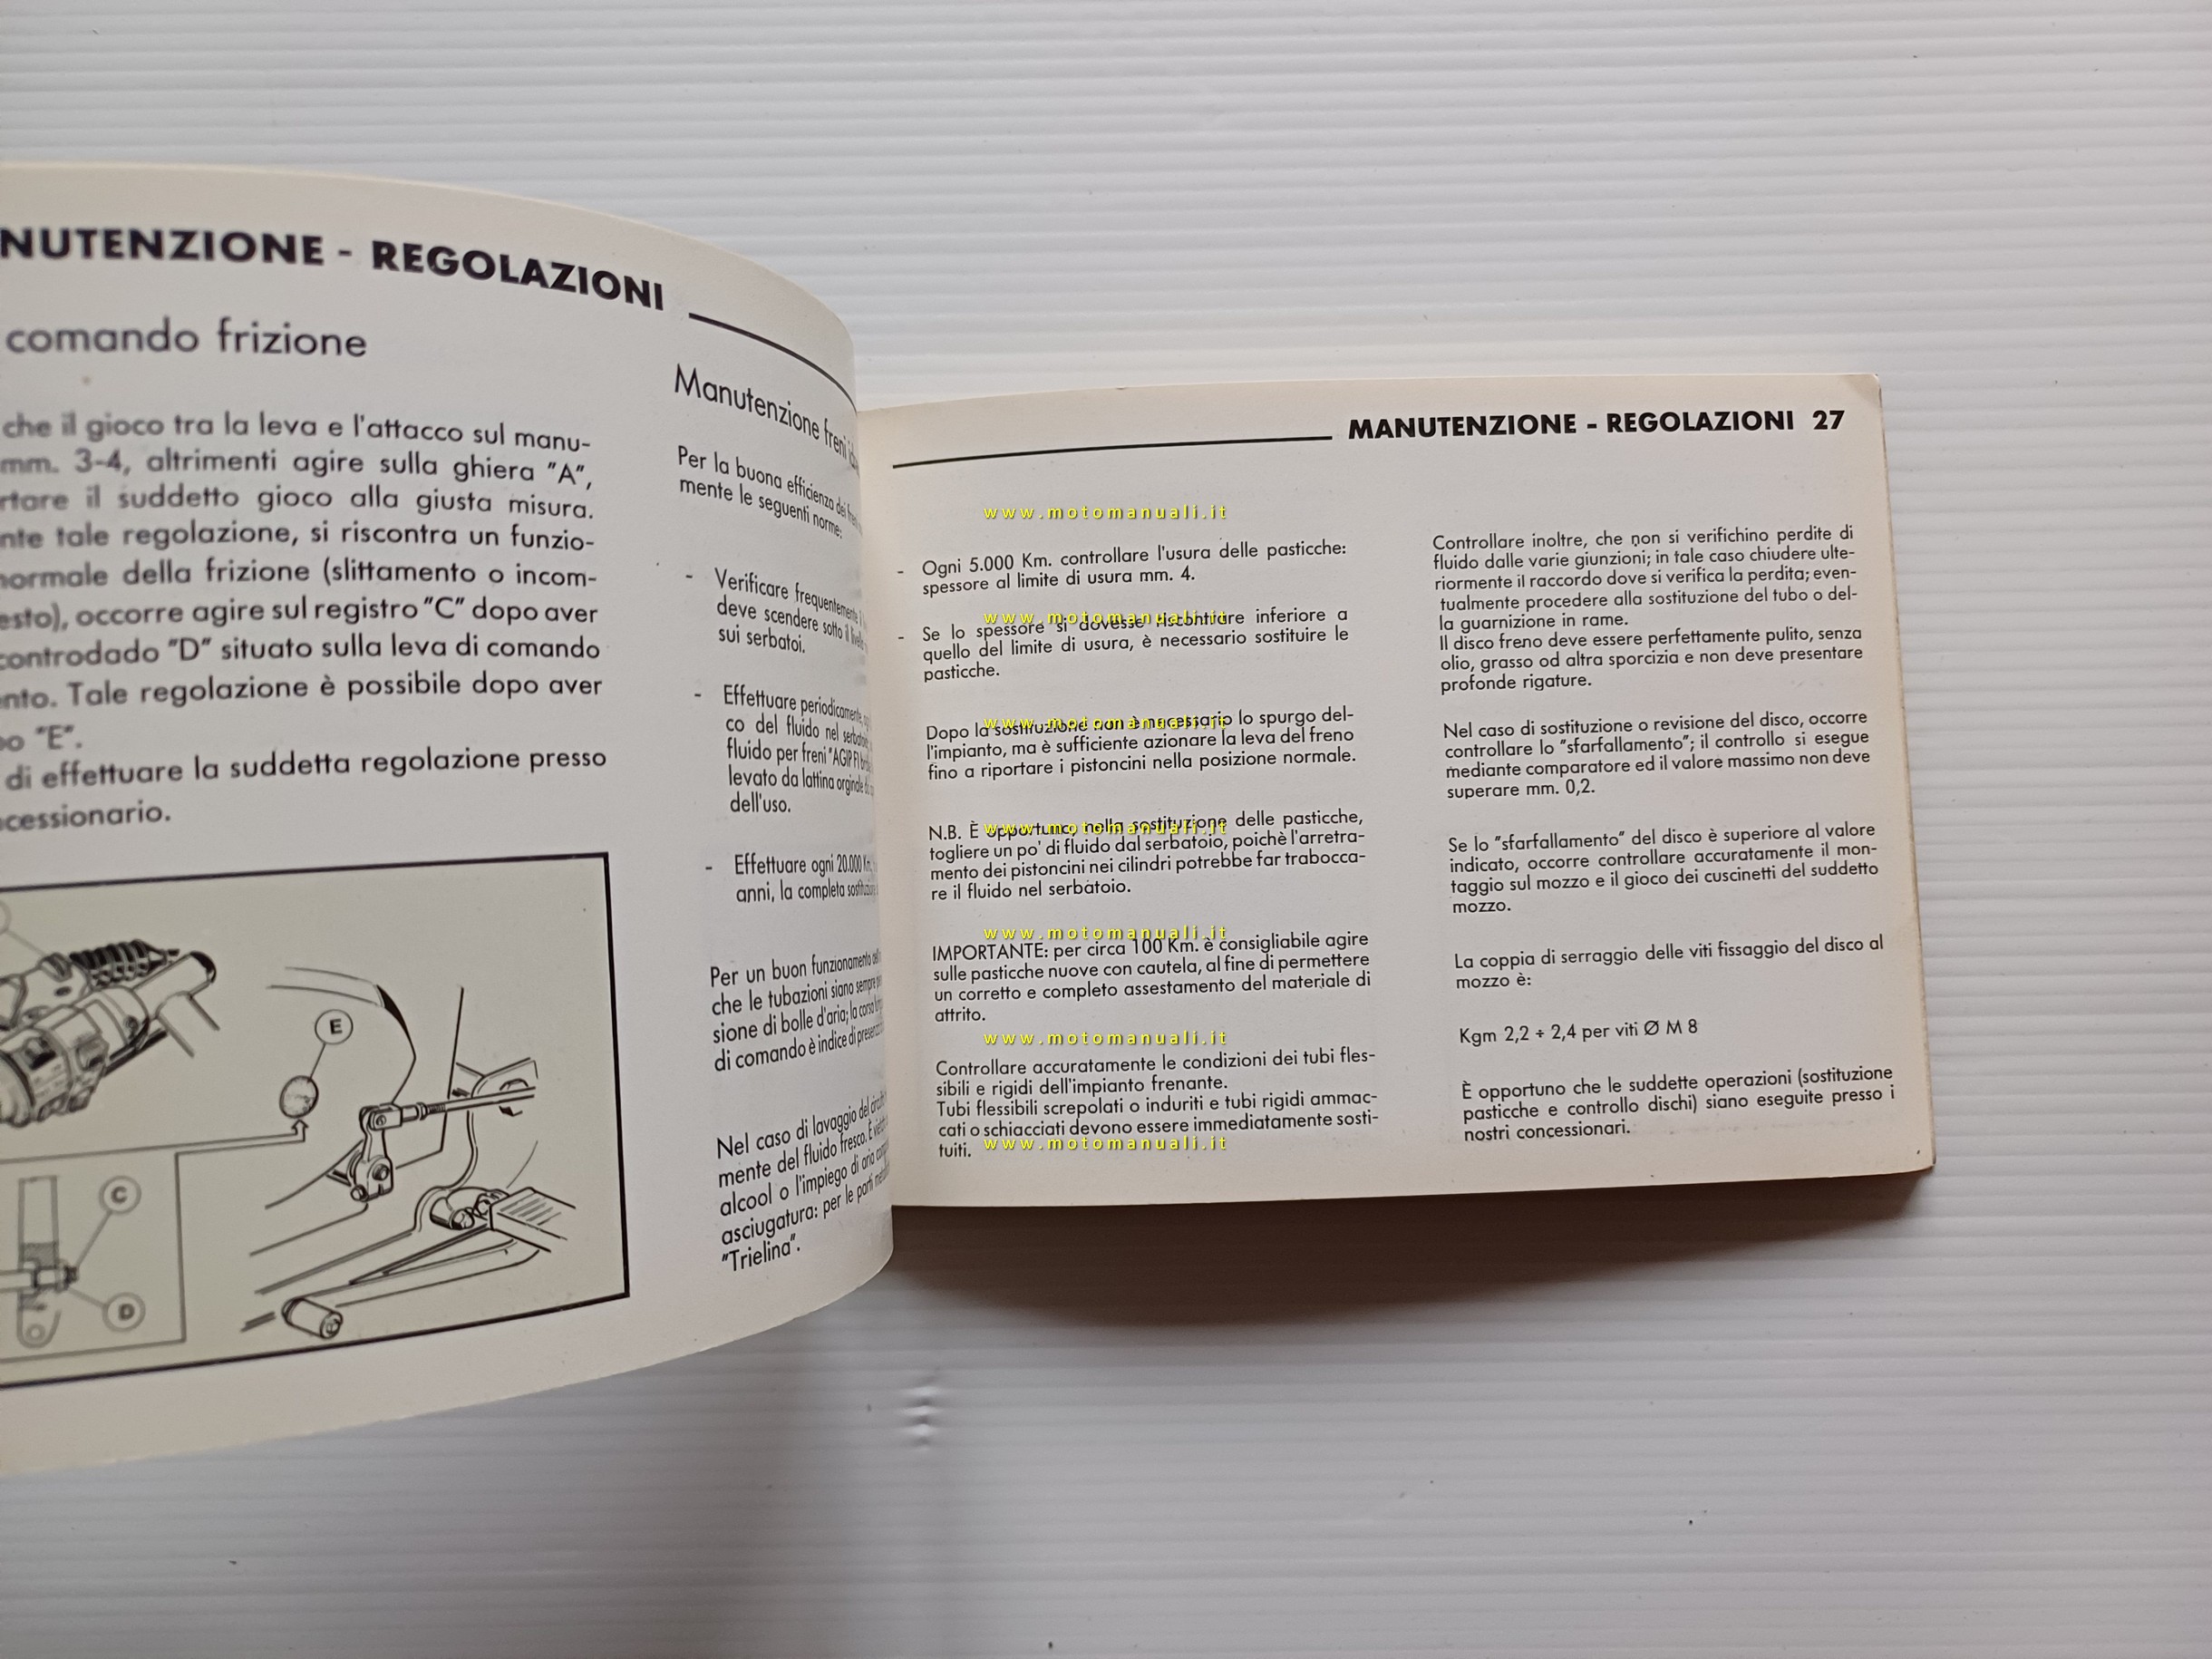 NUTENZIONE - REGOLAZIONI
comando frizione
che il gioco tra la leva e l'attacco sul manu-
mm. 3-4, altrimenti agire sulla ghiera "A",
rtare il suddetto gioco alla giusta misura.
nte tale regolazione, si riscontra un funzio-
normale della frizione (slittamento o incom-
esto), occorre agire sul registro "C" dopo aver
controdado "D" situato sulla leva di comando
nto. Tale regolazione è possibile dopo aver
"E".
di effettuare la suddetta regolazione presso
cessionario.
E
C
D
Manutenzione freni
Per la buona efficienza dei
mente le seguenti norme:
- Verificare frequentemente
deve scendere sotto il
sui serbatoi.
- Effettuare periodicamente,
co del fluido nel
fluido per freni "AGIP F1
levato da lattina orginale
dell'uso.
- Effettuare ogni 20.000 Km.
anni, la completa
Per un buon funzionamento
che le tubazioni siano sempre
sione di bolle d'aria; la corsa
di comando è indice di
Nel caso di lavaggio del
mente del fluido fresco. È
alcool o l'impiego di aria
asciugatura: per le parti
"Trielina".
MANUTENZIONE - REGOLAZIONI 27
www.motomanuali.it
- Ogni 5.000 Km. controllare l'usura delle pasticche:
spessore al limite di usura mm. 4.
www.motomanuali.it
- Se lo spessore si dovesse riscontrare inferiore a
quello del limite di usura, è necessario sostituire le
pasticche.
www.motomanuali.it
Dopo la sostituzione non è necessario lo spurgo del-
l'impianto, ma è sufficiente azionare la leva del freno
fino a riportare i pistoncini nella posizione normale.
www.motomanuali.it
N.B. È opportuno, nella sostituzione delle pasticche,
togliere un po' di fluido dal serbatoio, poichè l'arretra-
mento dei pistoncini nei cilindri potrebbe far trabocca-
re il fluido nel serbatoio.
www.motomanuali.it
IMPORTANTE: per circa 100 Km. è consigliabile agire
sulle pasticche nuove con cautela, al fine di permettere
un corretto e completo assestamento del materiale di
attrito.
www.motomanuali.it
Controllare accuratamente le condizioni dei tubi fles-
sibili e rigidi dell'impianto frenante.
Tubi flessibili screpolati o induriti e tubi rigidi ammac-
cati o schiacciati devono essere immediatamente sosti-
tuiti.
www.motomanuali.it
Controllare inoltre, che non si verifichino perdite di
fluido dalle varie giunzioni; in tale caso chiudere ulte-
riormente il raccordo dove si verifica la perdita; even-
tualmente procedere alla sostituzione del tubo o del-
la guarnizione in rame.
Il disco freno deve essere perfettamente pulito, senza
olio, grasso od altra sporcizia e non deve presentare
profonde rigature.
Nel caso di sostituzione o revisione del disco, occorre
controllare lo "sfarfallamento"; il controllo si esegue
mediante comparatore ed il valore massimo non deve
superare mm. 0,2.
Se lo "sfarfallamento" del disco è superiore al valore
indicato, occorre controllare accuratamente il mon-
taggio sul mozzo e il gioco dei cuscinetti del suddetto
mozzo.
La coppia di serraggio delle viti fissaggio del disco al
mozzo è:
Kgm 2,2 ÷ 2,4 per viti Ø M 8
È opportuno che le suddette operazioni (sostituzione
pasticche e controllo dischi) siano eseguite presso i
nostri concessionari.